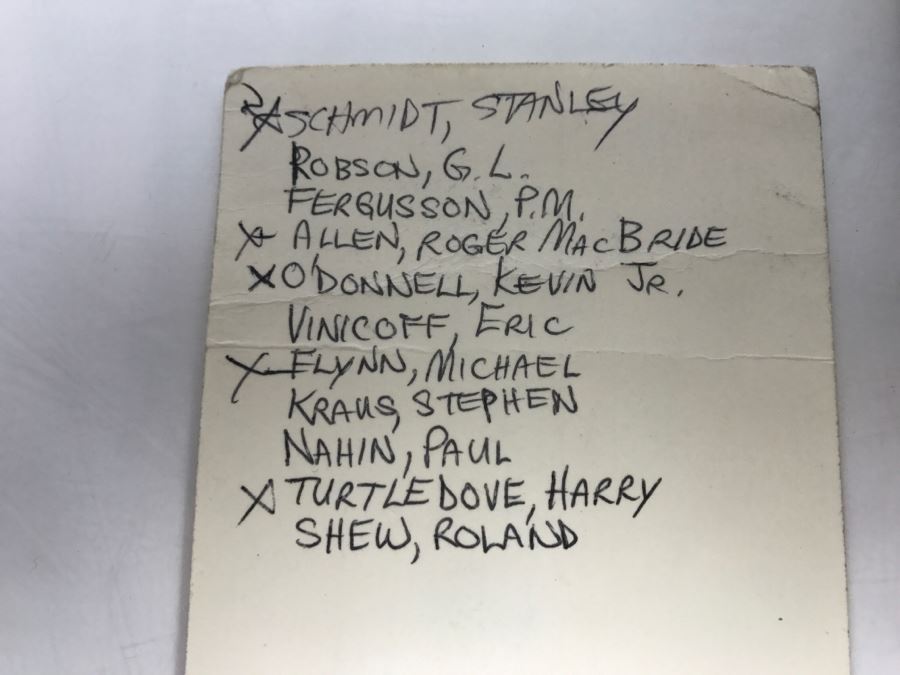 X SCHMIDT, STANLEY
ROBSON, G.L.
FERGUSSON, P.M.
X ALLEN, ROGER MACBRIDE
X O'DONNELL, KEVIN JR.
VINICOFF, ERIC
X FLYNN, MICHAEL
KRAUS, STEPHEN
NAHIN, PAUL
X TURTLEDOVE, HARRY
SHEW, ROLAND